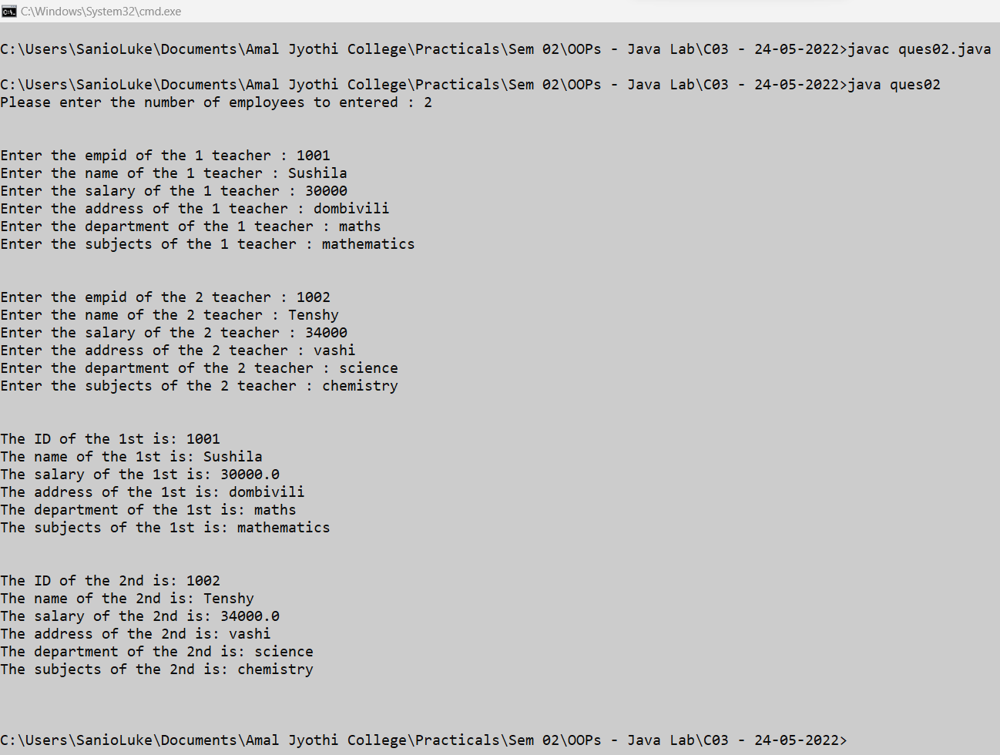 C:\Windows\System32\cmd.exe
C:\Users\SanioLuke\Documents\Amal Jyothi College\Practicals\Sem 02\OOPs - Java Lab\C03 - 24-05-2022>javac ques02.java
C:\Users\SanioLuke\Documents\Amal Jyothi College\Practicals\Sem 02\OOPs - Java Lab\C03 - 24-05-2022>java ques02
Please enter the number of employees to entered : 2
Enter the empid of the 1 teacher : 1001
Enter the name of the 1 teacher : Sushila
Enter the salary of the 1 teacher : 30000
Enter the address of the 1 teacher : dombivili
Enter the department of the 1 teacher : maths
Enter the subjects of the 1 teacher : mathematics
Enter the empid of the 2 teacher : 1002
Enter the name of the 2 teacher : Tenshy
Enter the salary of the 2 teacher : 34000
Enter the address of the 2 teacher : vashi
Enter the department of the 2 teacher : science
Enter the subjects of the 2 teacher : chemistry
The ID of the 1st is: 1001
The name of the 1st is: Sushila
The salary of the 1st is: 30000.0
The address of the 1st is: dombivili
The department of the 1st is: maths
The subjects of the 1st is: mathematics
The ID of the 2nd is: 1002
The name of the 2nd is: Tenshy
The salary of the 2nd is: 34000.0
The address of the 2nd is: vashi
The department of the 2nd is: science
The subjects of the 2nd is: chemistry
C:\Users\SanioLuke\Documents\Amal Jyothi College\Practicals\Sem 02\OOPs - Java Lab\C03 - 24-05-2022>